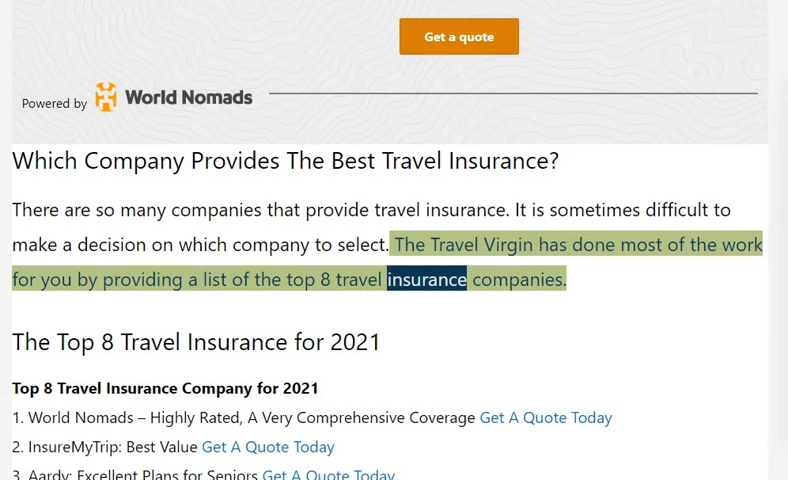 Get a quote
Powered by World Nomads
Which Company Provides The Best Travel Insurance?
There are so many companies that provide travel insurance. It is sometimes difficult to
make a decision on which company to select. The Travel Virgin has done most of the work
for you by providing a list of the top 8 travel insurance companies.
The Top 8 Travel Insurance for 2021
Top 8 Travel Insurance Company for 2021
1. World Nomads – Highly Rated, A Very Comprehensive Coverage Get A Quote Today
2. InsureMyTrip: Best Value Get A Quote Today
3. Aardy: Excellent Plans for Seniors Get A Quote Today